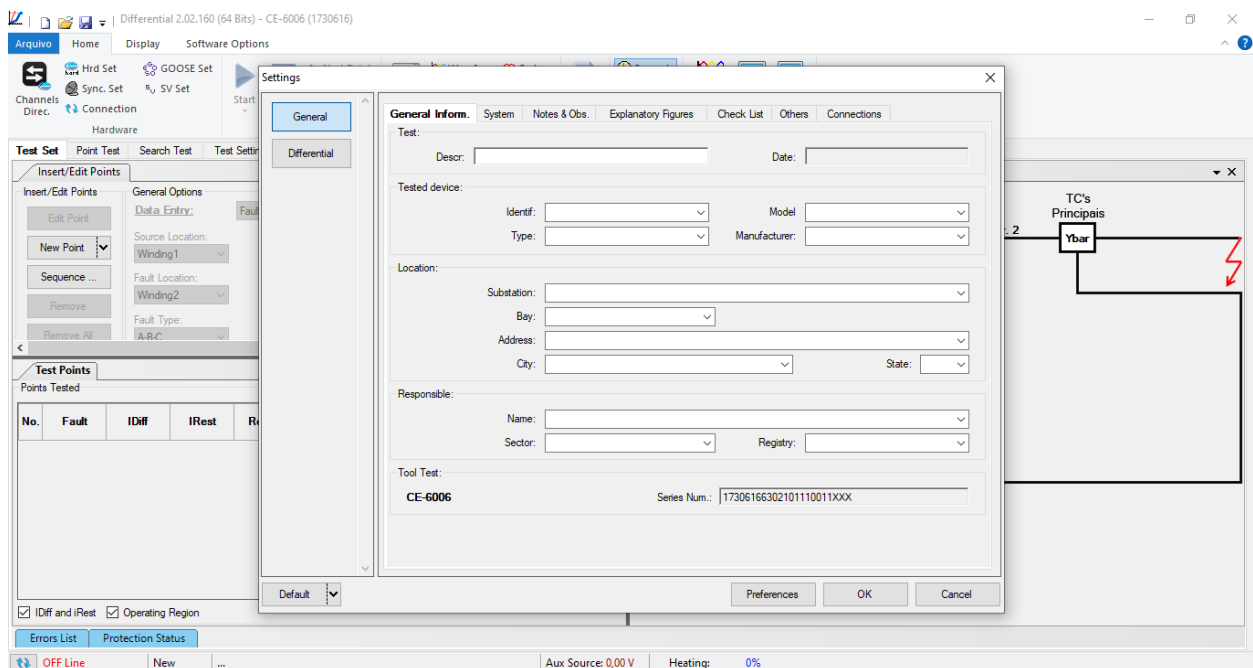 Differential 2.02.160 (64 Bits) - CE-6006 (1730616)
Arquivo Home Display Software Options
Hrd Set GOOSE Set
Sync. Set SV Set
Channels Direc.
Connection
Start
Hardware
Test Set Point Test Search Test
Insert/Edit Points
Insert/Edit Points General Options
Edit Point Data Entry:
New Point Source Location:
Winding1
Sequence ... Fault Location:
Winding2
Remove
Fault Type:
Remove All A-B-C
Test Points
Points Tested
No. Fault IDiff IRest
IDiff and iRest Operating Region
Errors List Protection Status
OFF Line New ... Aux Source: 0,00 V Heating: 0%
Settings
General
Differential
General Inform. System Notes & Obs. Explanatory Figures Check List Others Connections
Test:
Descr: Date:
Tested device:
Identif: Model
Type: Manufacturer:
Location:
Substation:
Bay:
Address:
City: State:
Responsible:
Name:
Sector: Registry:
Tool Test:
CE-6006 Series Num.: 17306166302101110011XXX
Default Preferences OK Cancel
TC's
Principais
2 Ybar